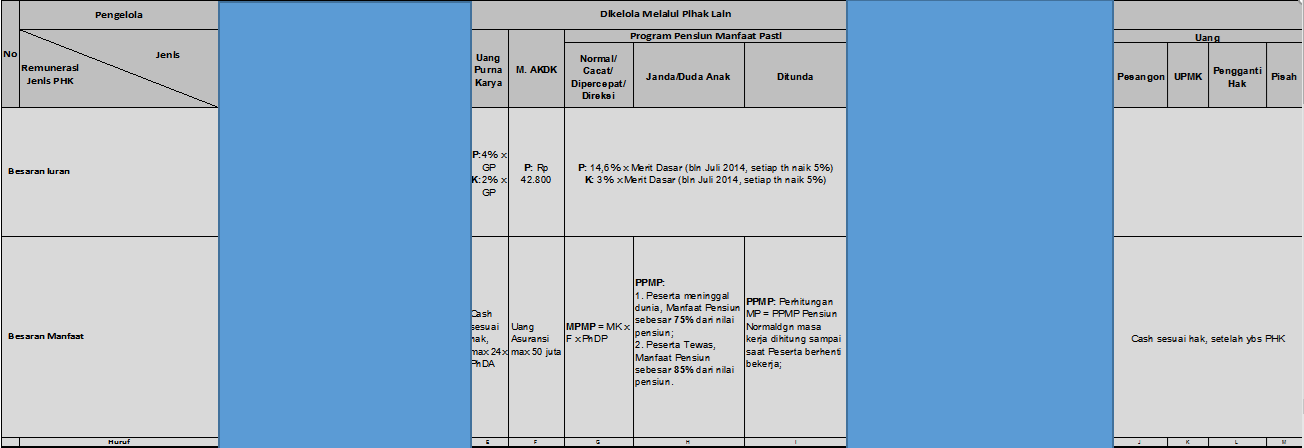 Pengelola
Dikelola Melalui Pihak Lain
No
Jenis
Remunerasi
Jenis PHK
Uang
Purna
Karya
M. AKDK
Program Pensiun Manfaat Pasti
Normal/
Cacat/
Dipercepat/
Direksi
Janda/Duda Anak
Ditunda
Uang
Pesangon
UPMK
Pengganti
Hak
Pisah
Besaran Iuran
P: 4% x
GP
K: 2% x
GP
P: Rp
42.800
P: 14,6% x Merit Dasar (bln Juli 2014, setiap th naik 5%)
K: 3% x Merit Dasar (bln Juli 2014, setiap th naik 5%)
Besaran Manfaat
Cash
sesuai
hak,
max 24x
PhDA
Uang
Asuransi
max 50 juta
MPMP = MK x
F x PhDP
PPMP:
1. Peserta meninggal
dunia, Manfaat Pensiun
sebesar 75% dari nilai
pensiun;
2. Peserta Tewas,
Manfaat Pensiun
sebesar 85% dari nilai
pensiun.
PPMP: Perhitungan
MP = PPMP Pensiun
Normal dgn masa
kerja dihitung sampai
saat Peserta berhenti
bekerja;
Cash sesuai hak, setelah ybs PHK
Huruf
E
F
G
H
I
J
K
L
M